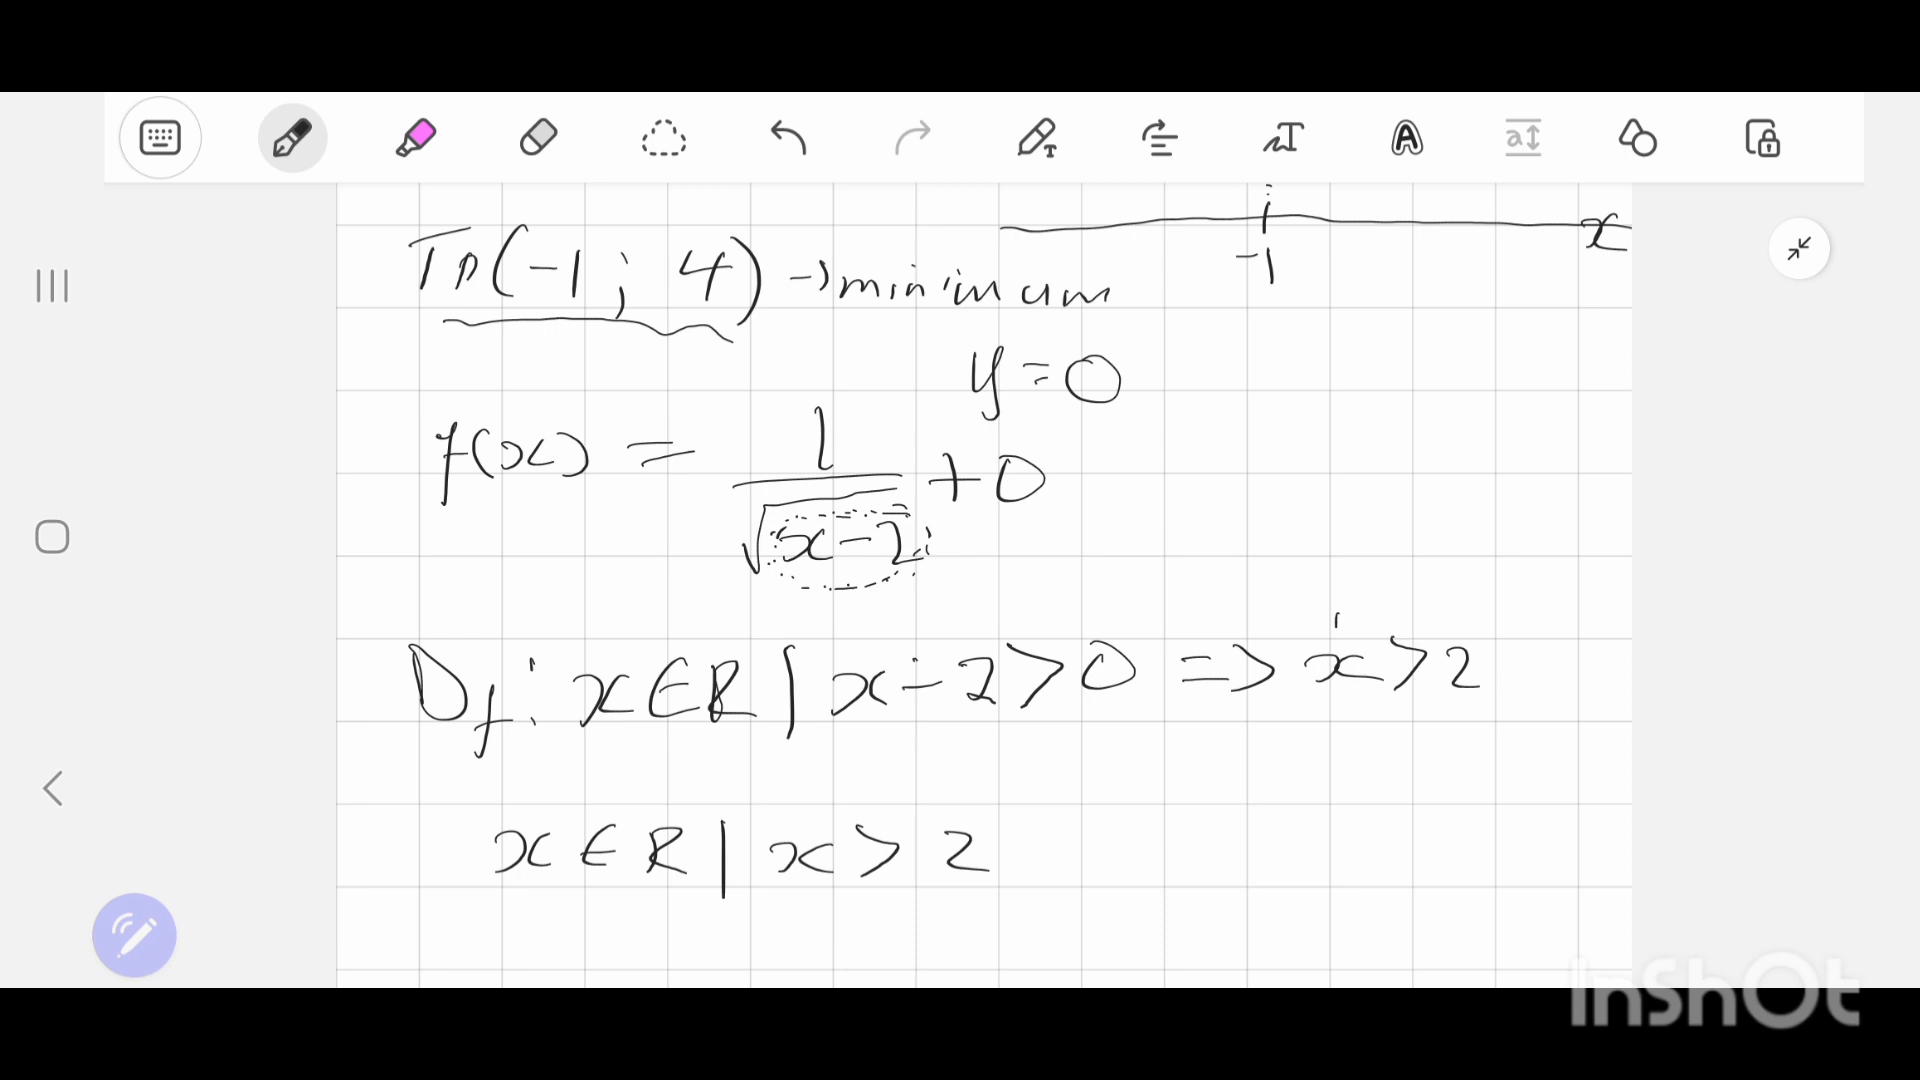 x
-1
TP(-1; 4) → minimum
y = 0
f(x) = 1/√(x-2) + 0
Df: x∈R | x-2>0 => x>2
x∈R | x>2
InShOt